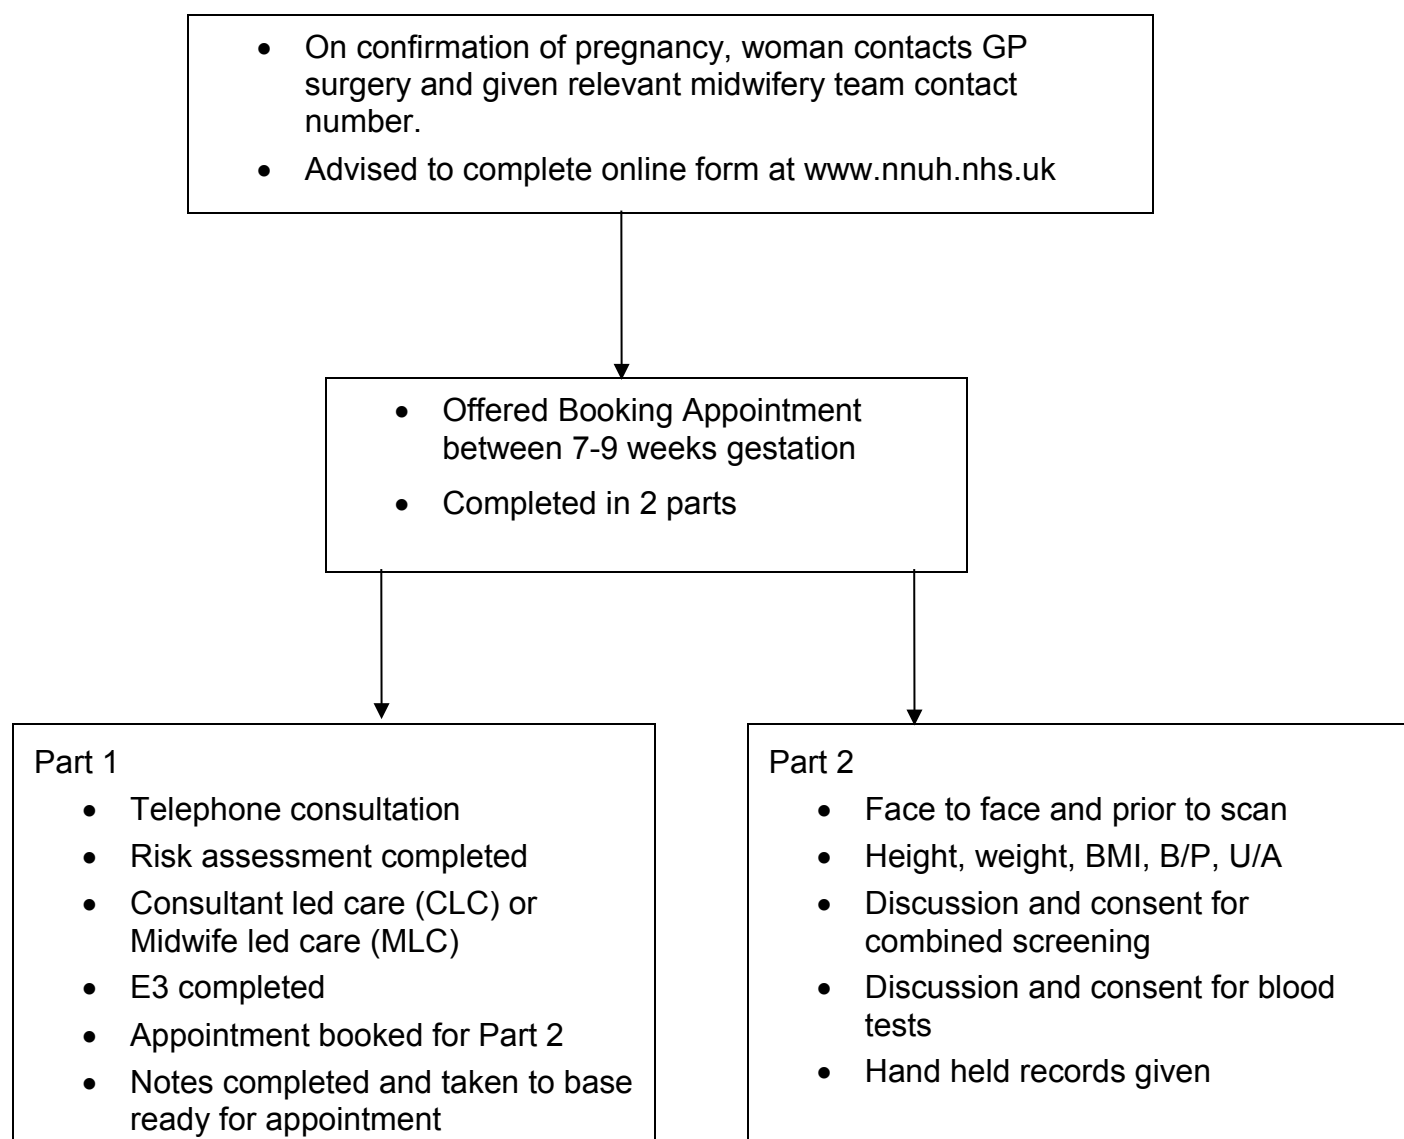 • On confirmation of pregnancy, woman contacts GP
surgery and given relevant midwifery team contact
number.
• Advised to complete online form at www.nnuh.nhs.uk
• Offered Booking Appointment
between 7-9 weeks gestation
• Completed in 2 parts
Part 1
• Telephone consultation
• Risk assessment completed
• Consultant led care (CLC) or
Midwife led care (MLC)
• E3 completed
• Appointment booked for Part 2
• Notes completed and taken to base
ready for appointment
Part 2
• Face to face and prior to scan
• Height, weight, BMI, B/P, U/A
• Discussion and consent for
combined screening
• Discussion and consent for blood
tests
• Hand held records given